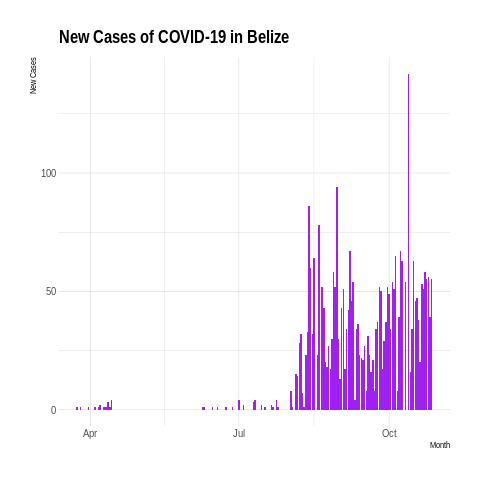 New Cases of COVID-19 in Belize
New Cases
100
50
0
Apr
Jul
Oct
Month